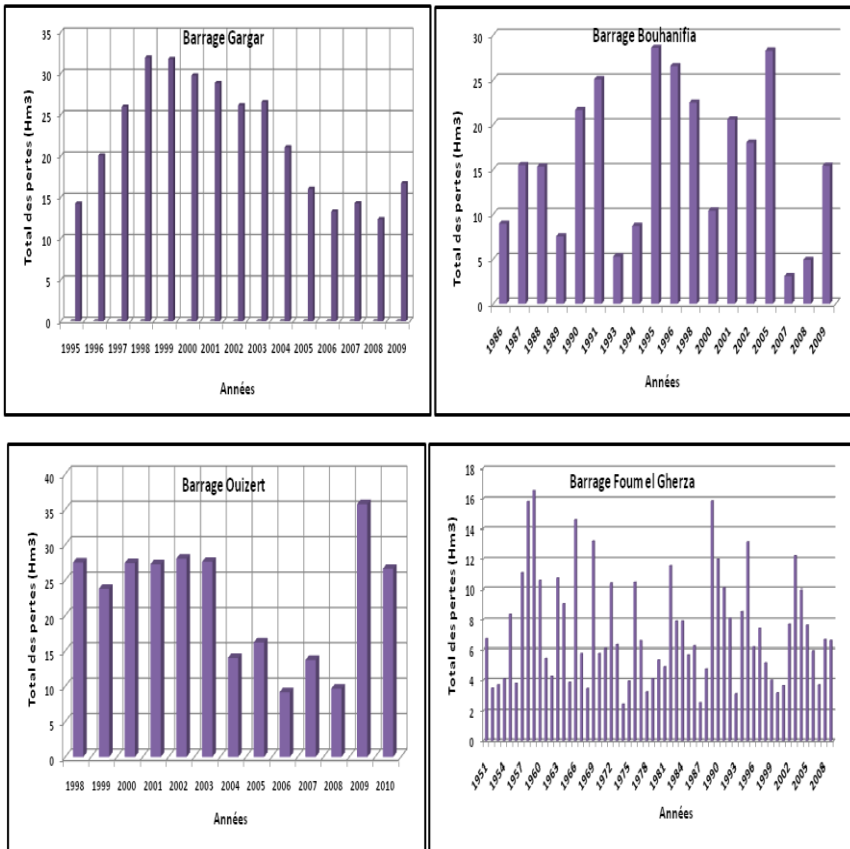 Barrage Gargar
Total des pertes (Hm3)
35
30
25
20
15
10
5
0
1995 1996 1997 1998 1999 2000 2001 2002 2003 2004 2005 2006 2007 2008 2009
Années
Barrage Bouhanifia
Total des pertes (Hm3)
30
25
20
15
10
5
0
1986 1987 1988 1989 1990 1991 1993 1994 1995 1996 1998 2000 2001 2002 2005 2007 2008 2009
Années
Barrage Ouizert
Total des pertes (Hm3)
40
35
30
25
20
15
10
5
0
1998 1999 2000 2001 2002 2003 2004 2005 2006 2007 2008 2009 2010
Années
Barrage Foum el Gherza
Total des pertes (Hm3)
18
16
14
12
10
8
6
4
2
0
1951 1954 1957 1960 1963 1966 1969 1972 1975 1978 1981 1984 1987 1990 1993 1996 1999 2002 2005 2008
Années